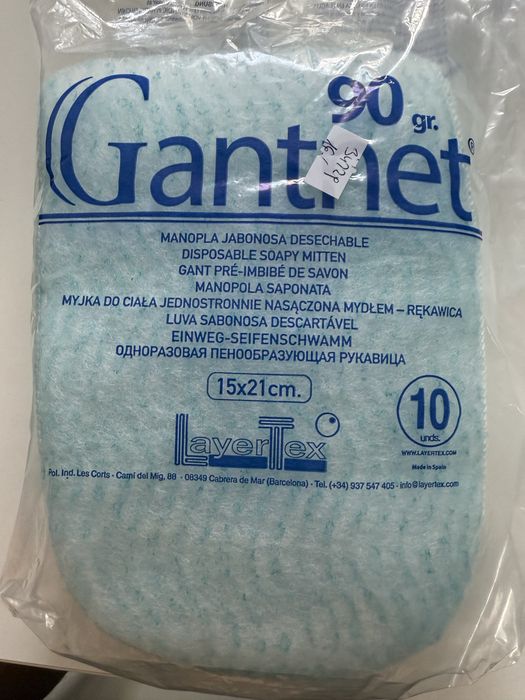 90 gr.
Gantnet®
MANOPLA JABONOSA DESECHABLE
DISPOSABLE SOAPY MITTEN
GANT PRÉ-IMBIBÉ DE SAVON
MANOPOLA SAPONATA
MYJKA DO CIAŁA JEDNOSTRONNIE NASĄCZONA MYDŁEM – RĘKAWICA
LUVA SABONOSA DESCARTÁVEL
EINWEG-SEIFENSCHWAMM
ОДНОРАЗОВАЯ ПЕНООБРАЗУЮЩАЯ РУКАВИЦА
15x21cm.
10
unds.
LayerTex
WWW.LAYERTEX.COM
Made in Spain
Pol. Ind. Les Corts - Camí del Mig, 88 - 08349 Cabrera de Mar (Barcelona) - Tel. (+34) 937 547 405 - info@layertex.com